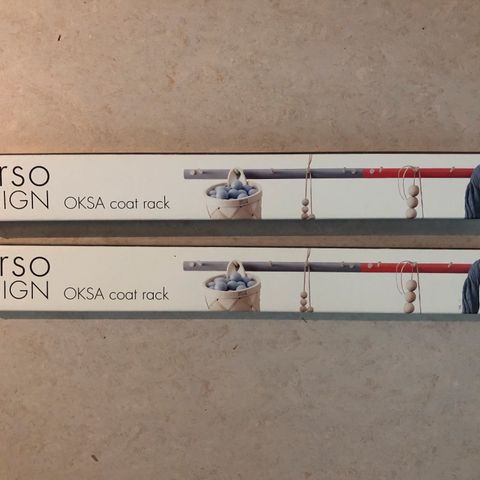 rso
IGN OKSA coat rack
rso
IGN OKSA coat rack